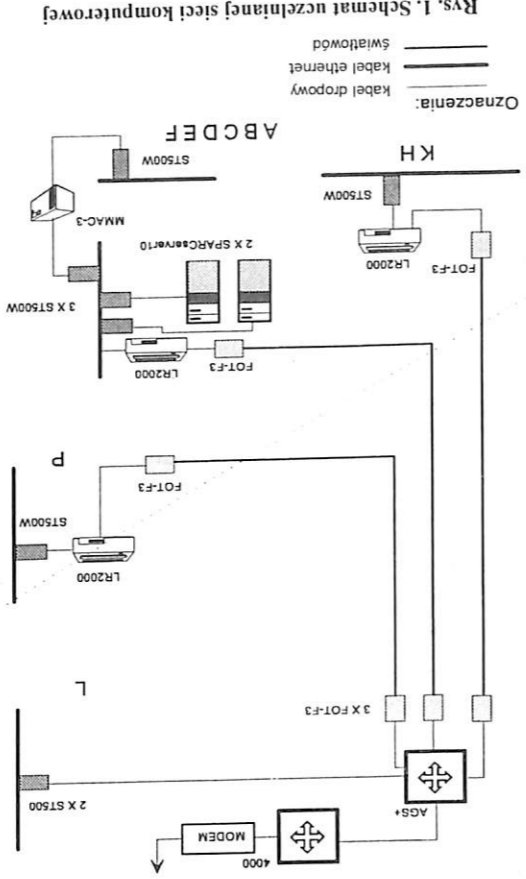 4000
MODEM
AGS+
2 X ST500
3 X FOT-F3
L
LR2000
ST500W
FOT-F3
P
FOT-F3
LR2000
3 X ST500W
FOT-F3
LR2000
2 X SPARCserver10
MMAC-3
ST500W
ST500W
K H
A B C D E F
Oznaczenia:
kabel dropowy
kabel ethernet
światłowód
Rys. 1. Schemat uczelnianej sieci komputerowej